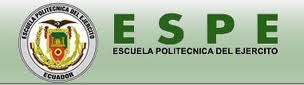 ESCUELA POLITECNICA DEL EJERCITO
ECUADOR
E S P E
ESCUELA POLITECNICA DEL EJERCITO